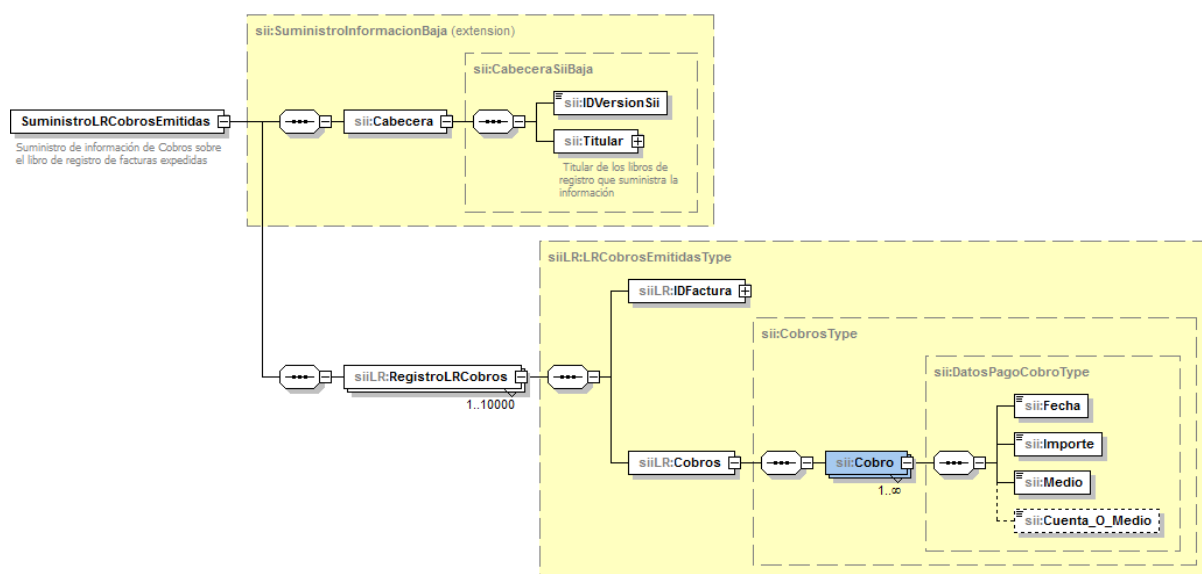 sii:SuministroInformacionBaja (extension)
sii:CabeceraSiiBaja
sii:IDVersionSii
SuministroLRCobrosEmitidas
sii:Cabecera
sii:Titular
Suministro de información de Cobros sobre
el libro de registro de facturas expedidas
Titular de los libros de
registro que suministra la
información
siiLR:LRCobrosEmitidasType
siiLR:IDFactura
sii:CobrosType
sii:DatosPagoCobroType
siiLR:RegistroLRCobros
1..10000
sii:Fecha
sii:Importe
siiLR:Cobros
sii:Cobro
1..∞
sii:Medio
sii:Cuenta_O_Medio